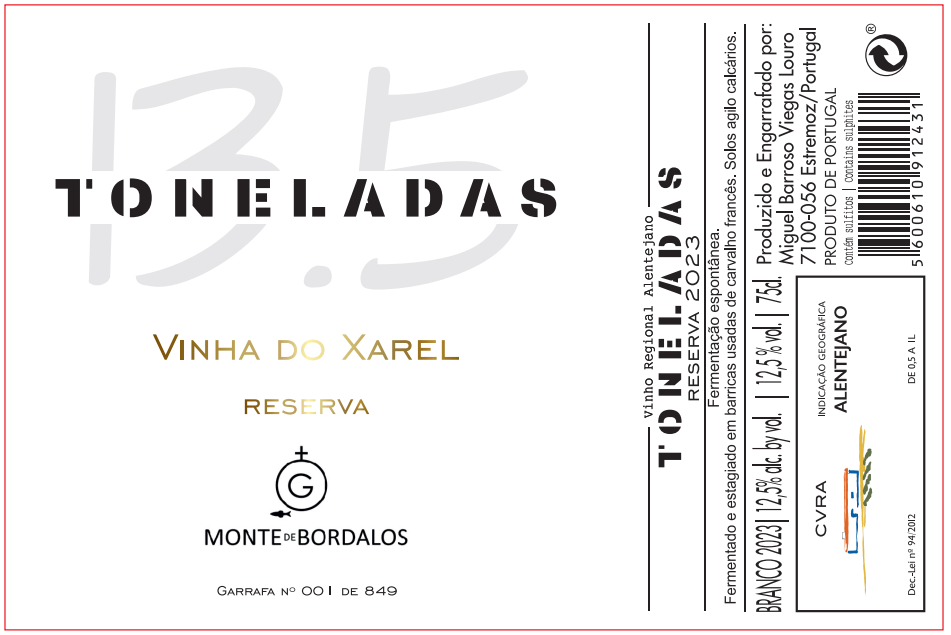 13.5
TONELADAS
VINHA DO XAREL
RESERVA
G
MONTE DE BORDALOS
GARRAFA Nº 001 DE 849
Vinho Regional Alentejano
TONELADAS
RESERVA 2023
Fermentação espontânea.
Fermentado e estagiado em barricas usadas de carvalho francês. Solos agilo calcários.
BRANCO 2023 | 12,5% alc. by vol. | 12,5 % vol. | 75cl.
Produzido e Engarrafado por:
Miguel Barroso Viegas Louro
7100-056 Estremoz/Portugal
PRODUTO DE PORTUGAL
Contém sulfitos | Contains sulphites
5 600610 912431
®
CVRA
INDICAÇÃO GEOGRÁFICA
ALENTEJANO
Dec.-Lei nº 94/2012
DE 0,5 A 1L